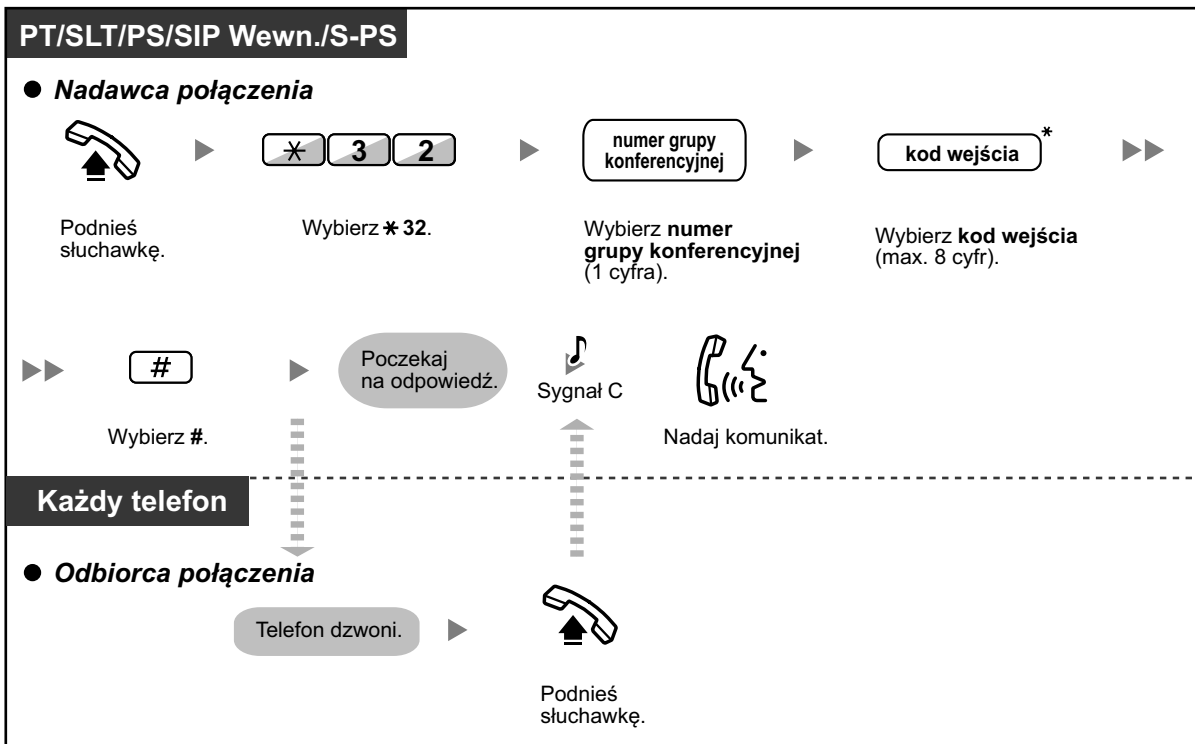 PT/SLT/PS/SIP Wewn./S-PS
● Nadawca połączenia
✳ 3 2
numer grupy
konferencyjnej
kod wejścia *
Podnieś
słuchawkę.
Wybierz ✳ 32.
Wybierz numer
grupy konferencyjnej
(1 cyfra).
Wybierz kod wejścia
(max. 8 cyfr).
#
Poczekaj
na odpowiedź.
Sygnał C
Wybierz #.
Nadaj komunikat.
Każdy telefon
● Odbiorca połączenia
Telefon dzwoni.
Podnieś
słuchawkę.